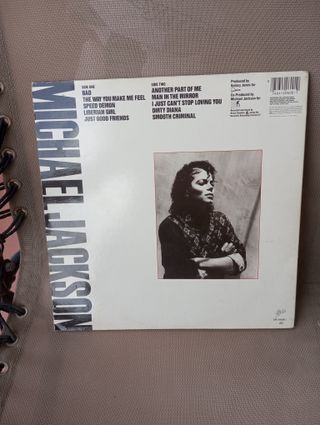 MICHAEL JACKSON
SIDE ONE
BAD
THE WAY YOU MAKE ME FEEL
SPEED DEMON
LIBERIAN GIRL
JUST GOOD FRIENDS
SIDE TWO
ANOTHER PART OF ME
MAN IN THE MIRROR
I JUST CAN'T STOP LOVING YOU
DIRTY DIANA
SMOOTH CRIMINAL
Produced by
Quincy Jones for
Co-Produced by
Michael Jackson for